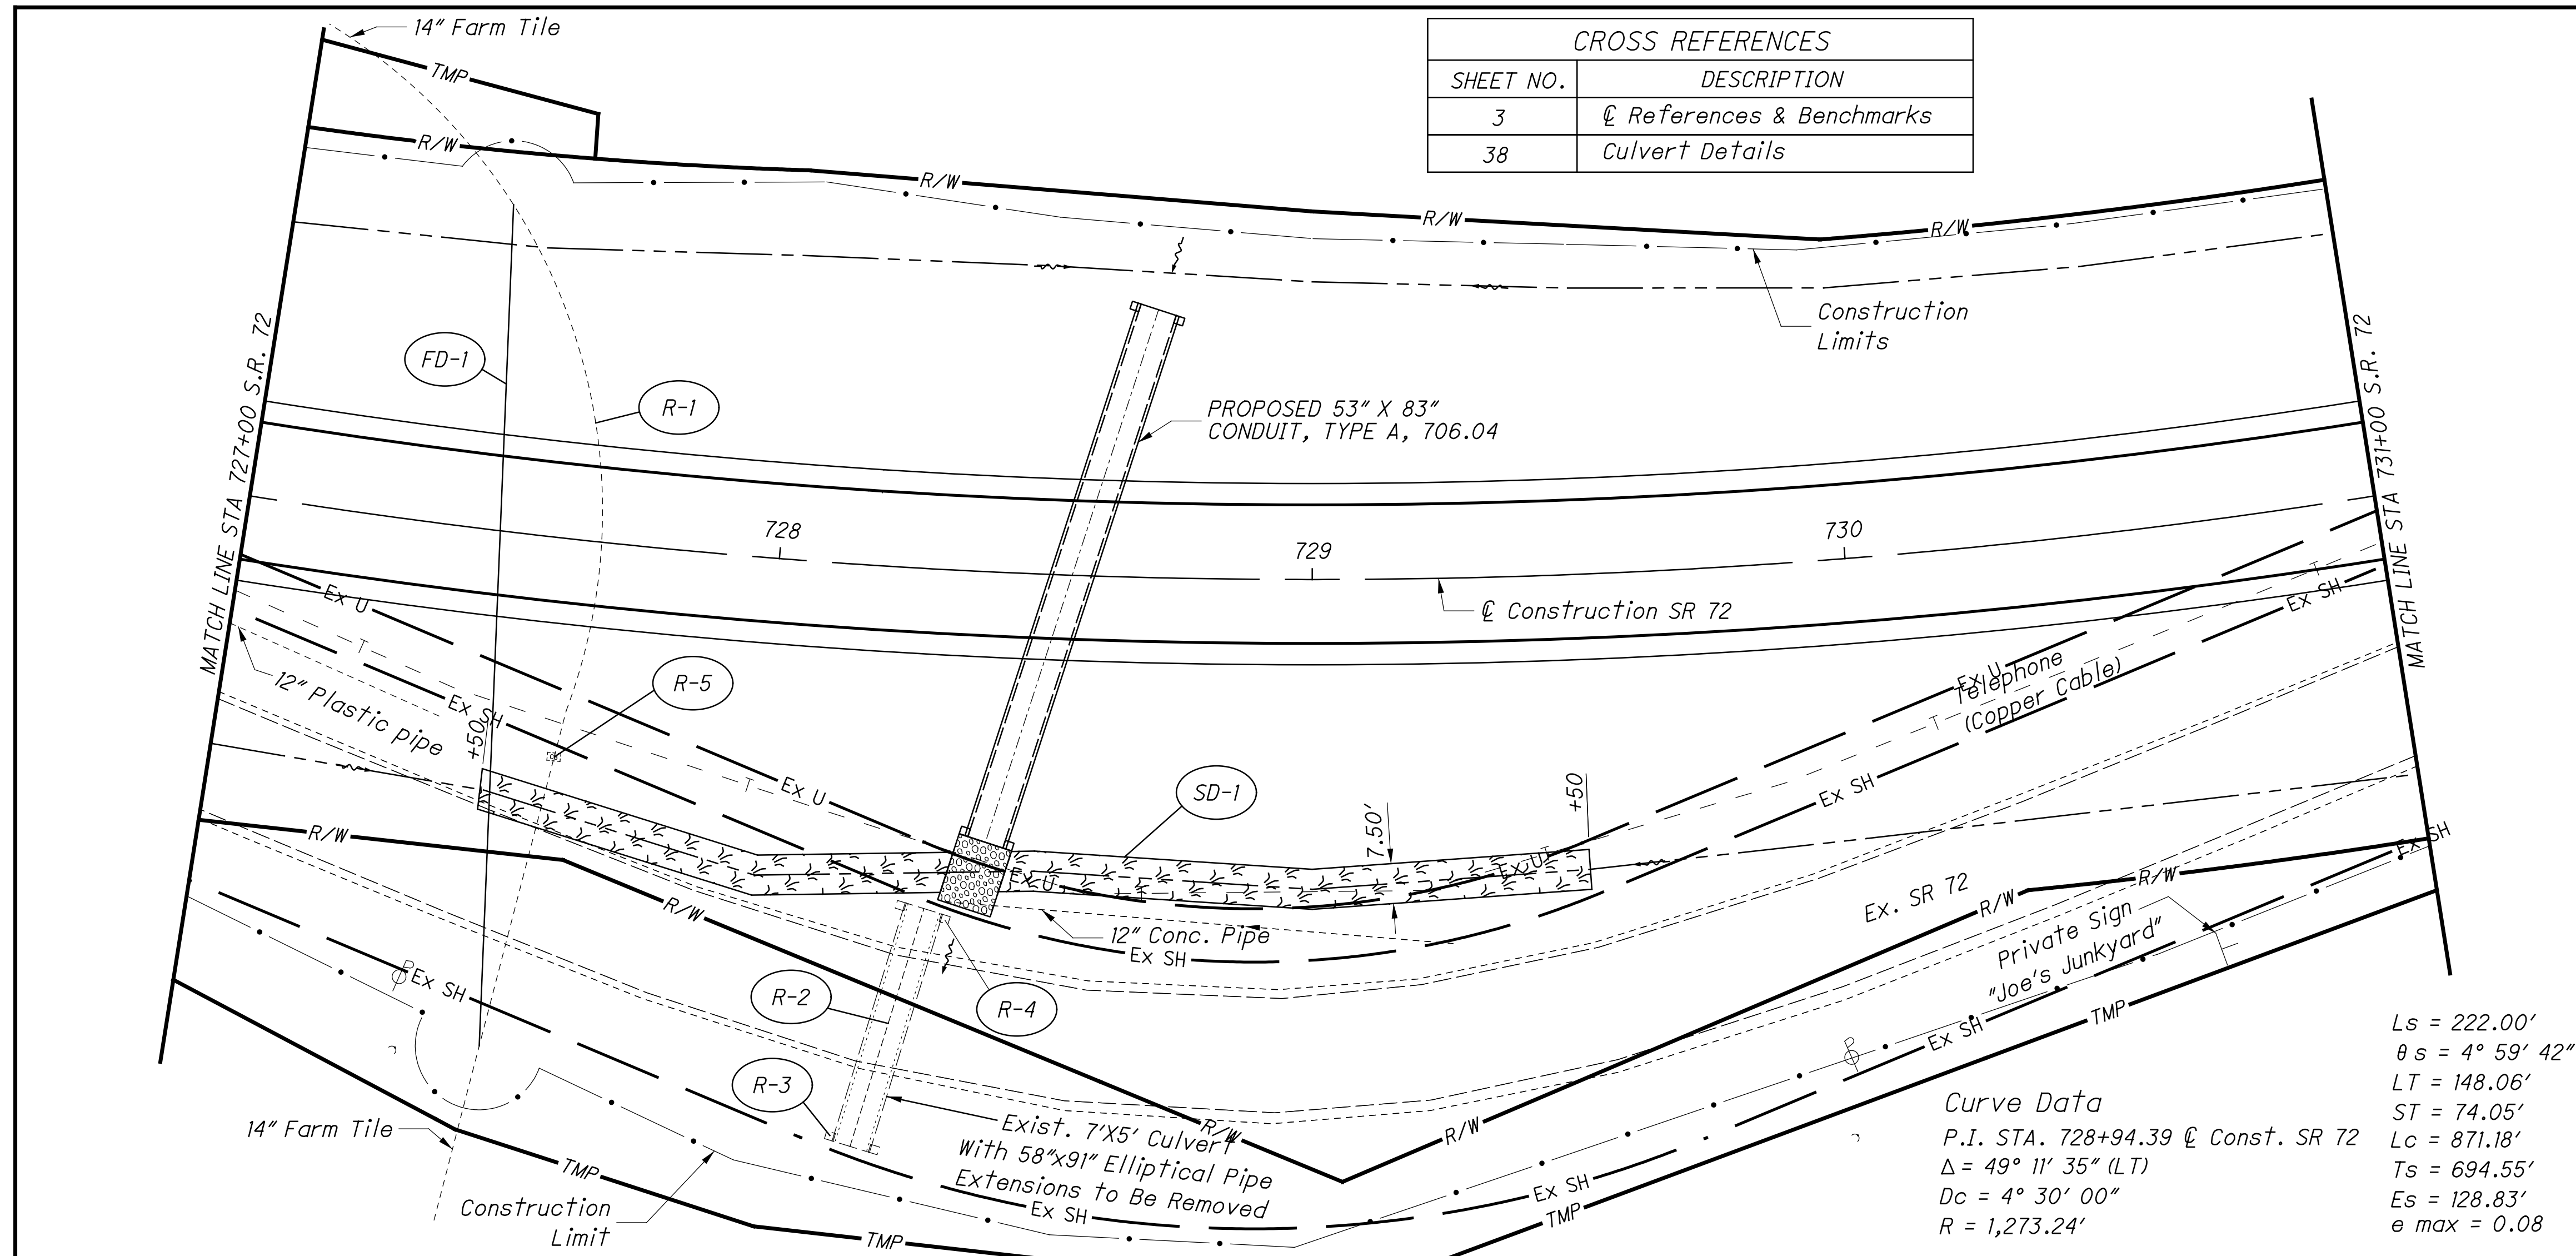 14" Farm Tile
TMP
R/W
R/W
R/W
R/W
CROSS REFERENCES
SHEET NO. DESCRIPTION
3 ℄ References & Benchmarks
38 Culvert Details
Construction
Limits
MATCH LINE STA 727+00 S.R. 72
MATCH LINE STA 731+00 S.R. 72
FD-1
R-1
PROPOSED 53" X 83"
CONDUIT, TYPE A, 706.04
728
729
730
℄ Construction SR 72
Ex U
T
Ex SH
12" Plastic pipe
+50
R-5
T
Ex U
SD-1
7.50'
+50
Ex U
Telephone
(Copper Cable)
T
T
Ex SH
Ex SH
Ex U
Ex U
T
12" Conc. Pipe
Ex SH
R/W
R/W
Ex. SR 72
R/W
R/W
Ex SH
Private Sign
"Joe's Junkyard"
P
Ex SH
R-2
R-4
R-3
Exist. 7'X5' Culvert
With 58"x91" Elliptical Pipe
Extensions to Be Removed
R/W
R/W
14" Farm Tile
TMP
Construction
Limit
TMP
Ex SH
Ex SH
TMP
P
Ex SH
TMP
Curve Data
P.I. STA. 728+94.39 ℄ Const. SR 72
Δ = 49° 11' 35" (LT)
Dc = 4° 30' 00"
R = 1,273.24'
Ls = 222.00'
θs = 4° 59' 42"
LT = 148.06'
ST = 74.05'
Lc = 871.18'
Ts = 694.55'
Es = 128.83'
e max = 0.08